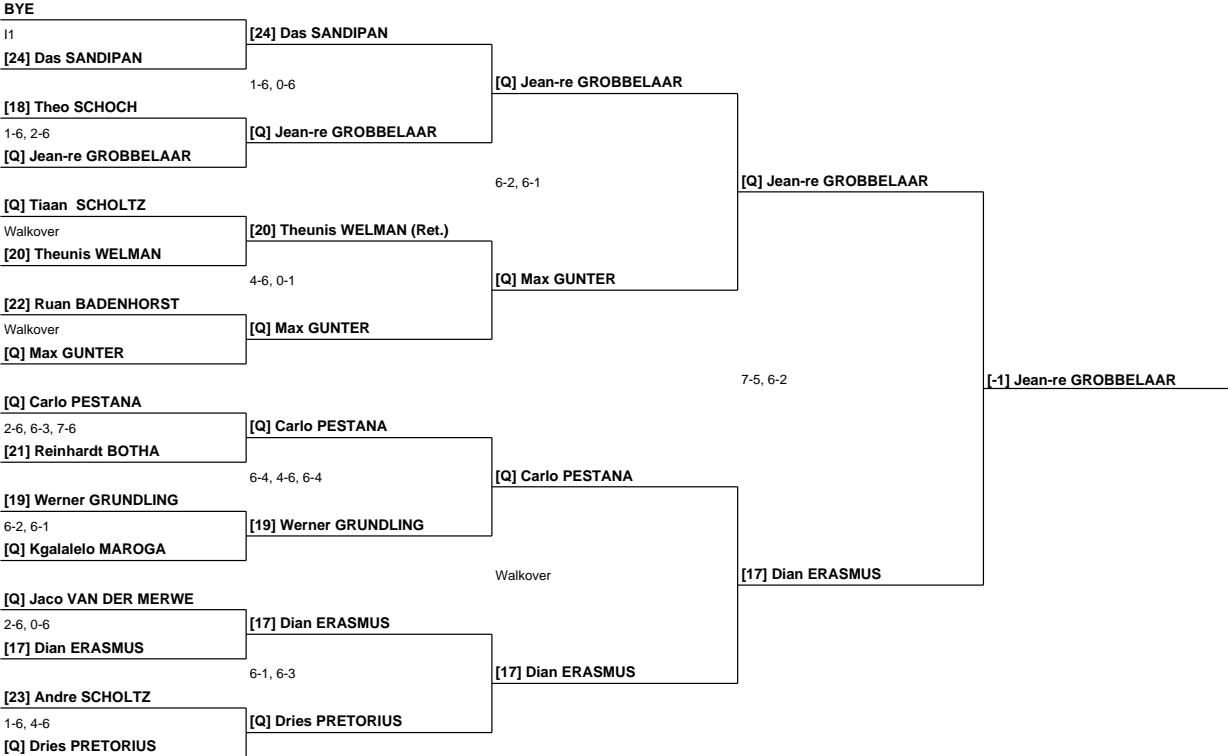 BYE
I1
[24] Das SANDIPAN
[18] Theo SCHOCH
1-6, 2-6
[Q] Jean-re GROBBELAAR
[Q] Tiaan  SCHOLTZ
Walkover
[20] Theunis WELMAN
[22] Ruan BADENHORST
Walkover
[Q] Max GUNTER
[Q] Carlo PESTANA
2-6, 6-3, 7-6
[21] Reinhardt BOTHA
[19] Werner GRUNDLING
6-2, 6-1
[Q] Kgalalelo MAROGA
[Q] Jaco VAN DER MERWE
2-6, 0-6
[17] Dian ERASMUS
[23] Andre SCHOLTZ
1-6, 4-6
[Q] Dries PRETORIUS
[24] Das SANDIPAN
1-6, 0-6
[Q] Jean-re GROBBELAAR
[20] Theunis WELMAN (Ret.)
4-6, 0-1
[Q] Max GUNTER
[Q] Carlo PESTANA
6-4, 4-6, 6-4
[19] Werner GRUNDLING
[17] Dian ERASMUS
6-1, 6-3
[Q] Dries PRETORIUS
[Q] Jean-re GROBBELAAR
6-2, 6-1
[Q] Max GUNTER
[Q] Carlo PESTANA
Walkover
[17] Dian ERASMUS
[Q] Jean-re GROBBELAAR
7-5, 6-2
[17] Dian ERASMUS
[-1] Jean-re GROBBELAAR